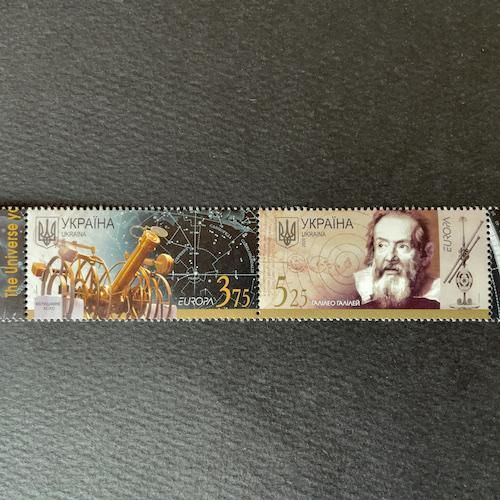 The Universe
УКРАЇНА
UKRAINA
EUROPA
3.75
УКРАЇНА
UKRAINA
EUROPA
5.25
ГАЛІЛЕО ГАЛІЛЕЙ